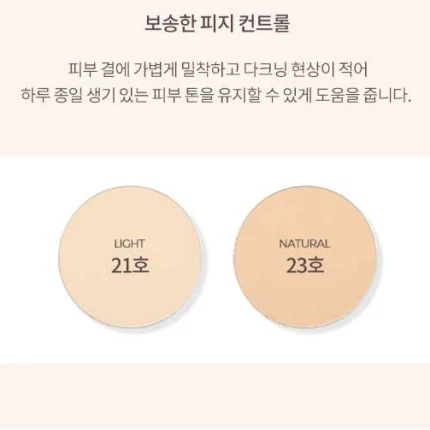 보송한 피지 컨트롤
피부 결에 가볍게 밀착하고 다크닝 현상이 적어
하루 종일 생기 있는 피부 톤을 유지할 수 있게 도움을 줍니다.
LIGHT
21호
NATURAL
23호